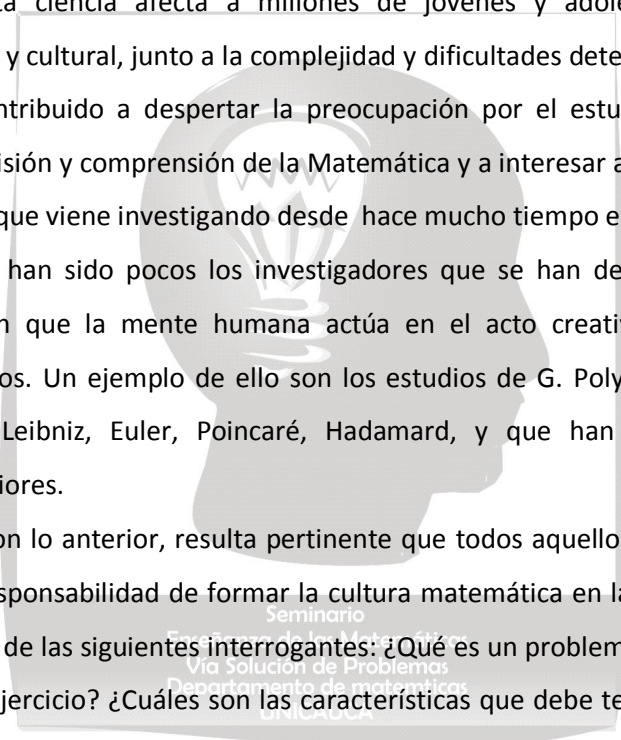 ta ciencia afecta a millones de jóvenes y adole
y cultural, junto a la complejidad y dificultades dete
ntribuido a despertar la preocupación por el estu
isión y comprensión de la Matemática y a interesar a
que viene investigando desde hace mucho tiempo e
han sido pocos los investigadores que se han de
n que la mente humana actúa en el acto creativ
os. Un ejemplo de ello son los estudios de G. Poly
Leibniz, Euler, Poincaré, Hadamard, y que han
iores.
on lo anterior, resulta pertinente que todos aquello
sponsabilidad de formar la cultura matemática en la
Seminario
de las siguientes interrogantes: ¿Qué es un problem
Enseñanza de las Matemáticas
Vía Solución de Problemas
ejercicio? ¿Cuáles son las características que debe te
Departamento de matemticas
UNICAUCA